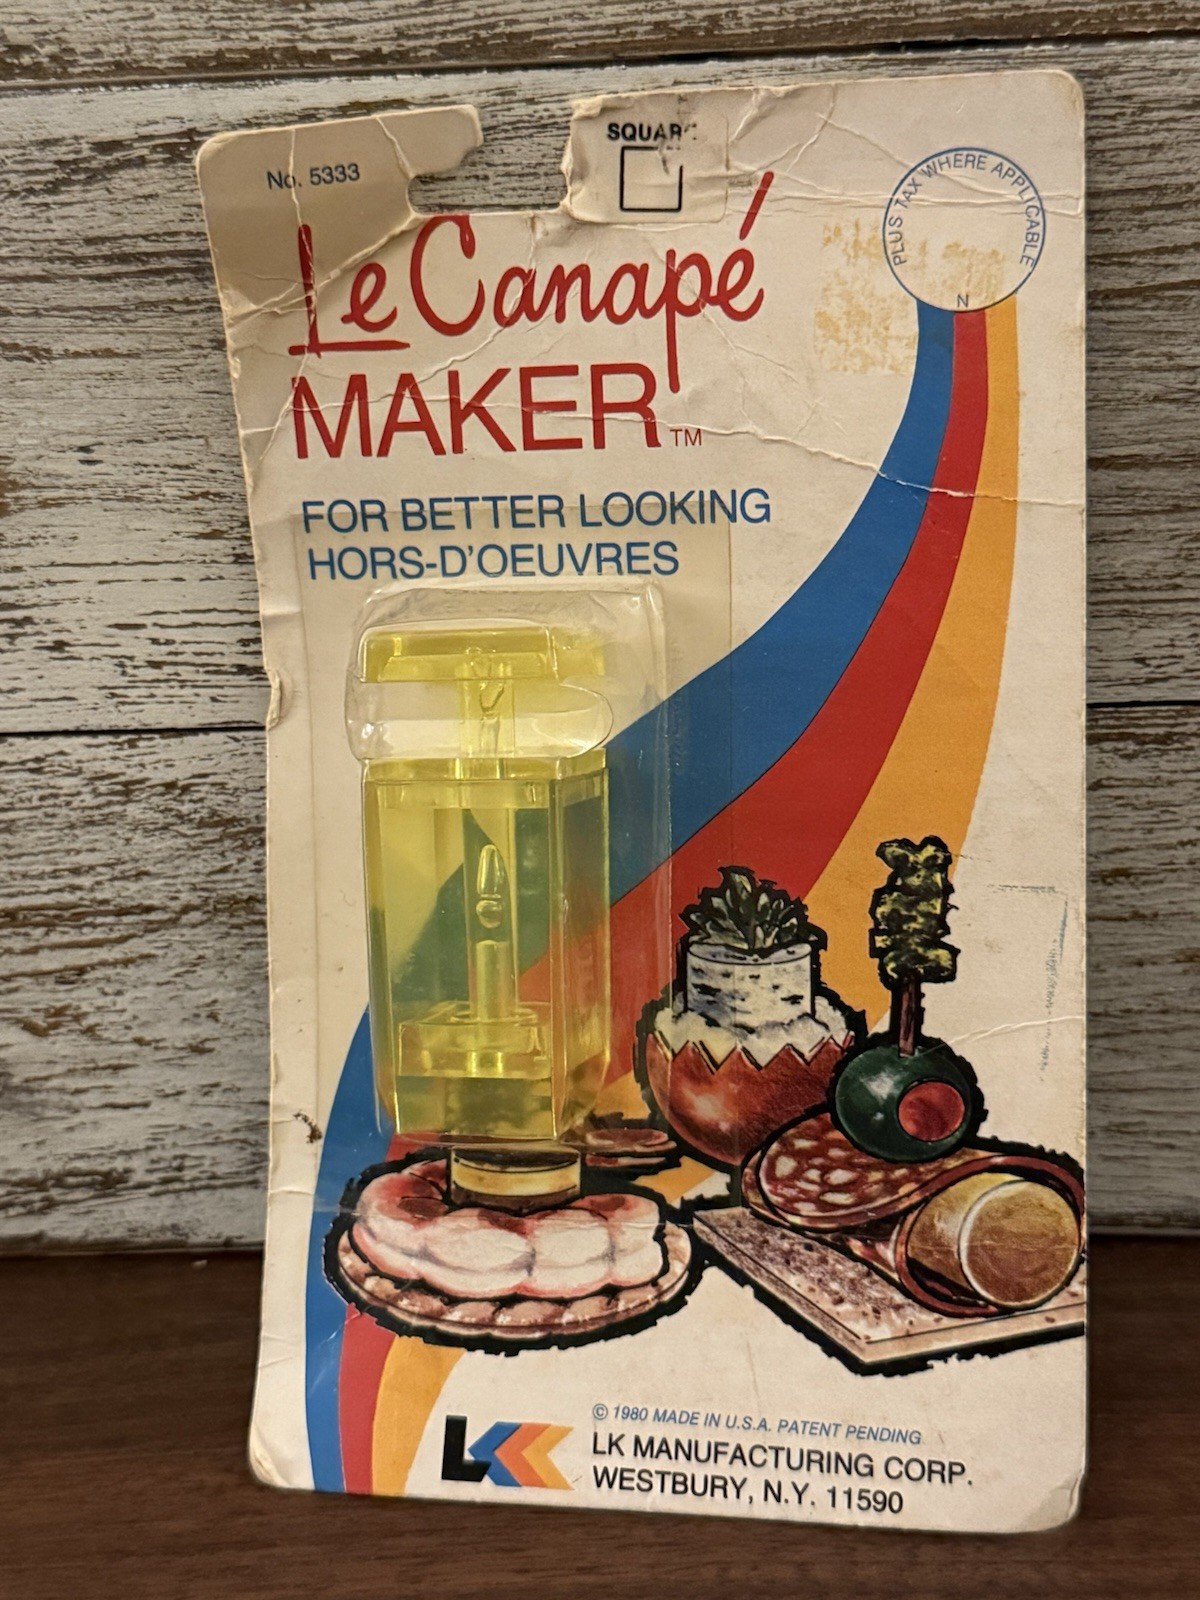 No. 5333
SQUARE
PLUS TAX WHERE APPLICABLE
N
Le Canapé
MAKER™
FOR BETTER LOOKING
HORS-D'OEUVRES
LK
© 1980 MADE IN U.S.A. PATENT PENDING
LK MANUFACTURING CORP.
WESTBURY, N.Y. 11590